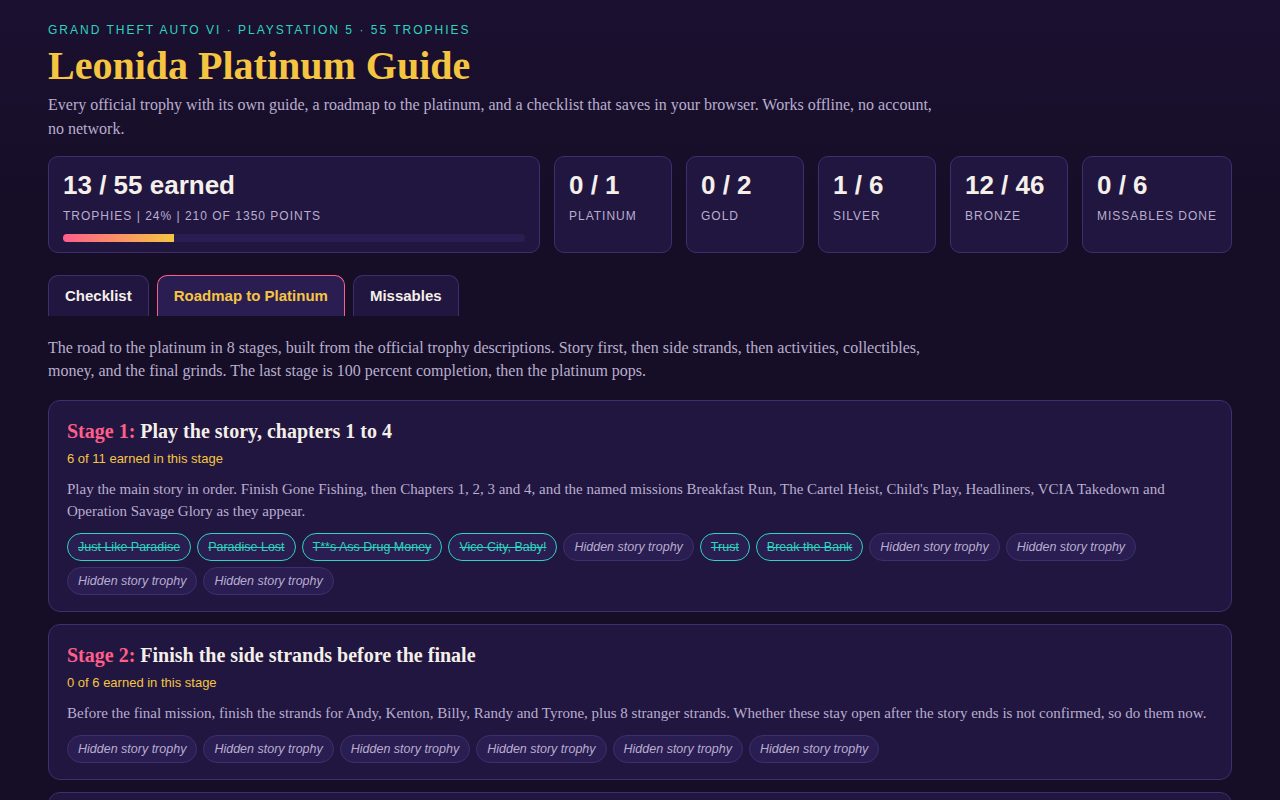 GRAND THEFT AUTO VI · PLAYSTATION 5 · 55 TROPHIES
Leonida Platinum Guide
Every official trophy with its own guide, a roadmap to the platinum, and a checklist that saves in your browser. Works offline, no account,
no network.
13 / 55 earned
TROPHIES | 24% | 210 OF 1350 POINTS
0 / 1
PLATINUM
0 / 2
GOLD
1 / 6
SILVER
12 / 46
BRONZE
0 / 6
MISSABLES DONE
Checklist
Roadmap to Platinum
Missables
The road to the platinum in 8 stages, built from the official trophy descriptions. Story first, then side strands, then activities, collectibles,
money, and the final grinds. The last stage is 100 percent completion, then the platinum pops.
Stage 1: Play the story, chapters 1 to 4
6 of 11 earned in this stage
Play the main story in order. Finish Gone Fishing, then Chapters 1, 2, 3 and 4, and the named missions Breakfast Run, The Cartel Heist, Child's Play, Headliners, VCIA Takedown and
Operation Savage Glory as they appear.
Just Like Paradise Paradise Lost T**s Ass Drug Money Vice City, Baby! Hidden story trophy Trust Break the Bank Hidden story trophy Hidden story trophy
Hidden story trophy Hidden story trophy
Stage 2: Finish the side strands before the finale
0 of 6 earned in this stage
Before the final mission, finish the strands for Andy, Kenton, Billy, Randy and Tyrone, plus 8 stranger strands. Whether these stay open after the story ends is not confirmed, so do them now.
Hidden story trophy Hidden story trophy Hidden story trophy Hidden story trophy Hidden story trophy Hidden story trophy